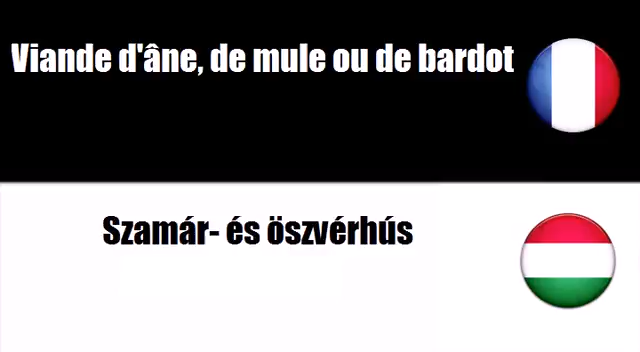 Viande d'âne, de mule ou de bardot
Szamár- és öszvérhús